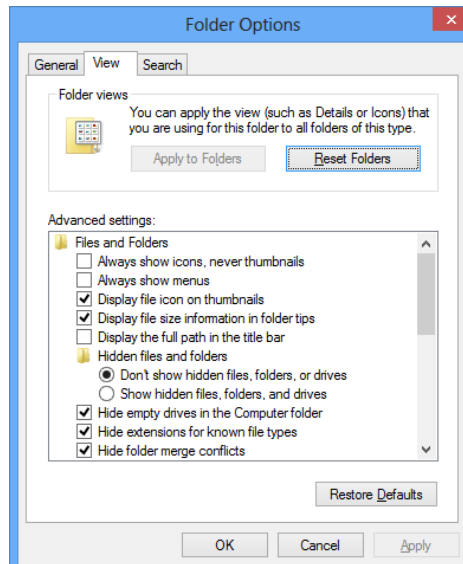 Folder Options
General View Search
Folder views
You can apply the view (such as Details or Icons) that
you are using for this folder to all folders of this type.
Apply to Folders Reset Folders
Advanced settings:
Files and Folders
Always show icons, never thumbnails
Always show menus
Display file icon on thumbnails
Display file size information in folder tips
Display the full path in the title bar
Hidden files and folders
Don't show hidden files, folders, or drives
Show hidden files, folders, and drives
Hide empty drives in the Computer folder
Hide extensions for known file types
Hide folder merge conflicts
Restore Defaults
OK Cancel Apply